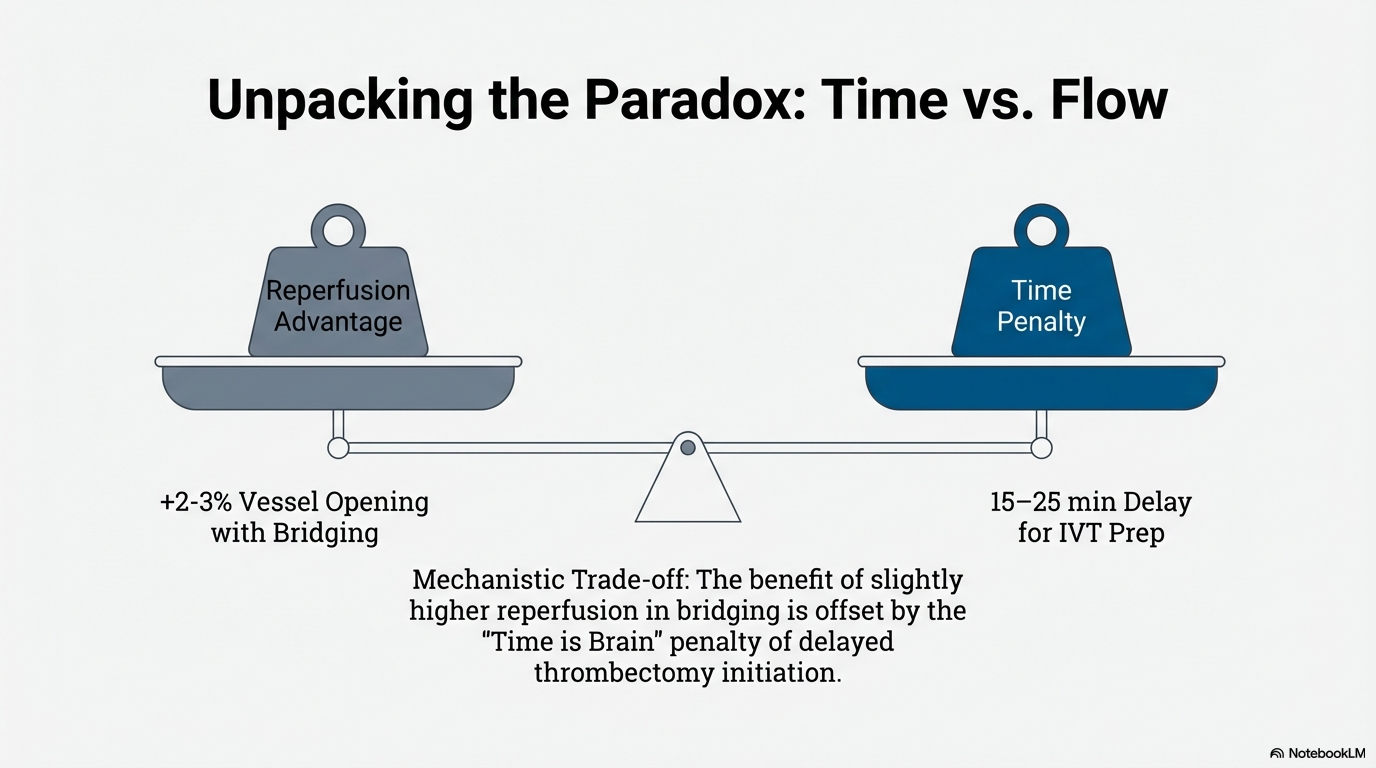 Unpacking the Paradox: Time vs. Flow
Reperfusion
Advantage
Time
Penalty
+2-3% Vessel Opening
with Bridging
15–25 min Delay
for IVT Prep
Mechanistic Trade-off: The benefit of slightly
higher reperfusion in bridging is offset by the
"Time is Brain" penalty of delayed
thrombectomy initiation.
NotebookLM